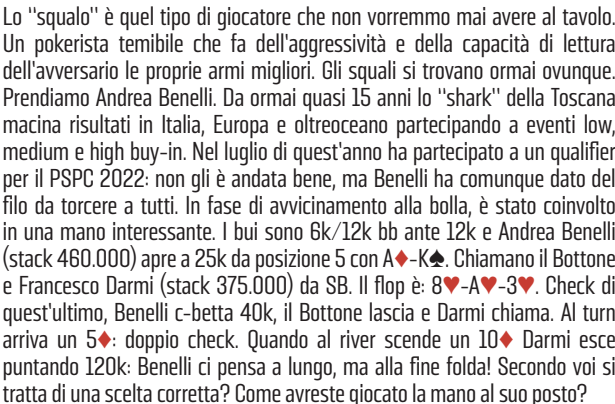 Lo "squalo" è quel tipo di giocatore che non vorremmo mai avere al tavolo.
Un pokerista temibile che fa dell'aggressività e della capacità di lettura
dell'avversario le proprie armi migliori. Gli squali si trovano ormai ovunque.
Prendiamo Andrea Benelli. Da ormai quasi 15 anni lo "shark" della Toscana
macina risultati in Italia, Europa e oltreoceano partecipando a eventi low,
medium e high buy-in. Nel luglio di quest'anno ha partecipato a un qualifier
per il PSPC 2022: non gli è andata bene, ma Benelli ha comunque dato del
filo da torcere a tutti. In fase di avvicinamento alla bolla, è stato coinvolto
in una mano interessante. I bui sono 6k/12k bb ante 12k e Andrea Benelli
(stack 460.000) apre a 25k da posizione 5 con A♦-K♠. Chiamano il Bottone
e Francesco Darmi (stack 375.000) da SB. Il flop è: 8♥-A♥-3♥. Check di
quest'ultimo, Benelli c-betta 40k, il Bottone lascia e Darmi chiama. Al turn
arriva un 5♦: doppio check. Quando al river scende un 10♦ Darmi esce
puntando 120k: Benelli ci pensa a lungo, ma alla fine folda! Secondo voi si
tratta di una scelta corretta? Come avreste giocato la mano al suo posto?